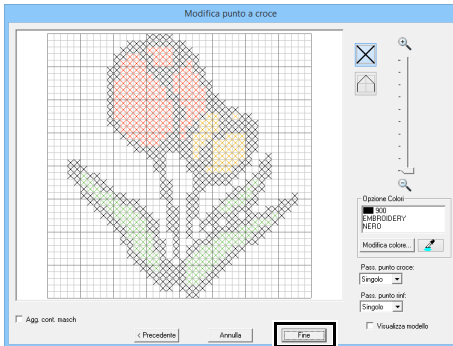 Modifica punto a croce
Opzione Colori
900
EMBROIDERY
NERO
Modifica colore...
Pass. punto croce:
Singolo
Pass. punto rinf:
Singolo
Visualizza modello
Agg. cont. masch
< Precedente
Annulla
Fine